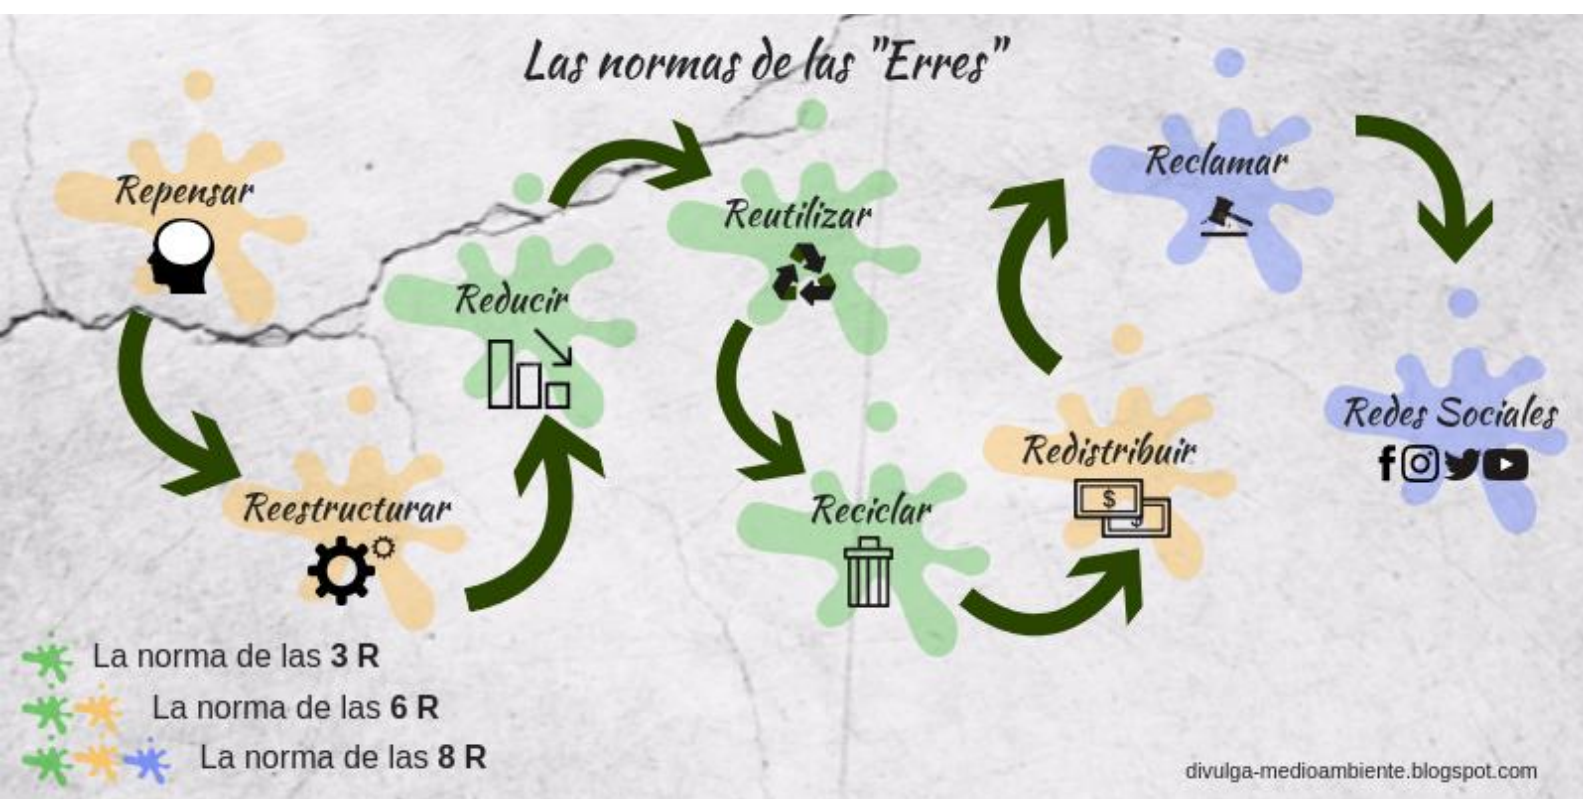 Las normas de las "Erres"
Repensar
Reestructurar
Reducir
Reutilizar
Reciclar
Redistribuir
$
$
Reclamar
Redes Sociales
La norma de las 3 R
La norma de las 6 R
La norma de las 8 R
divulga-medioambiente.blogspot.com